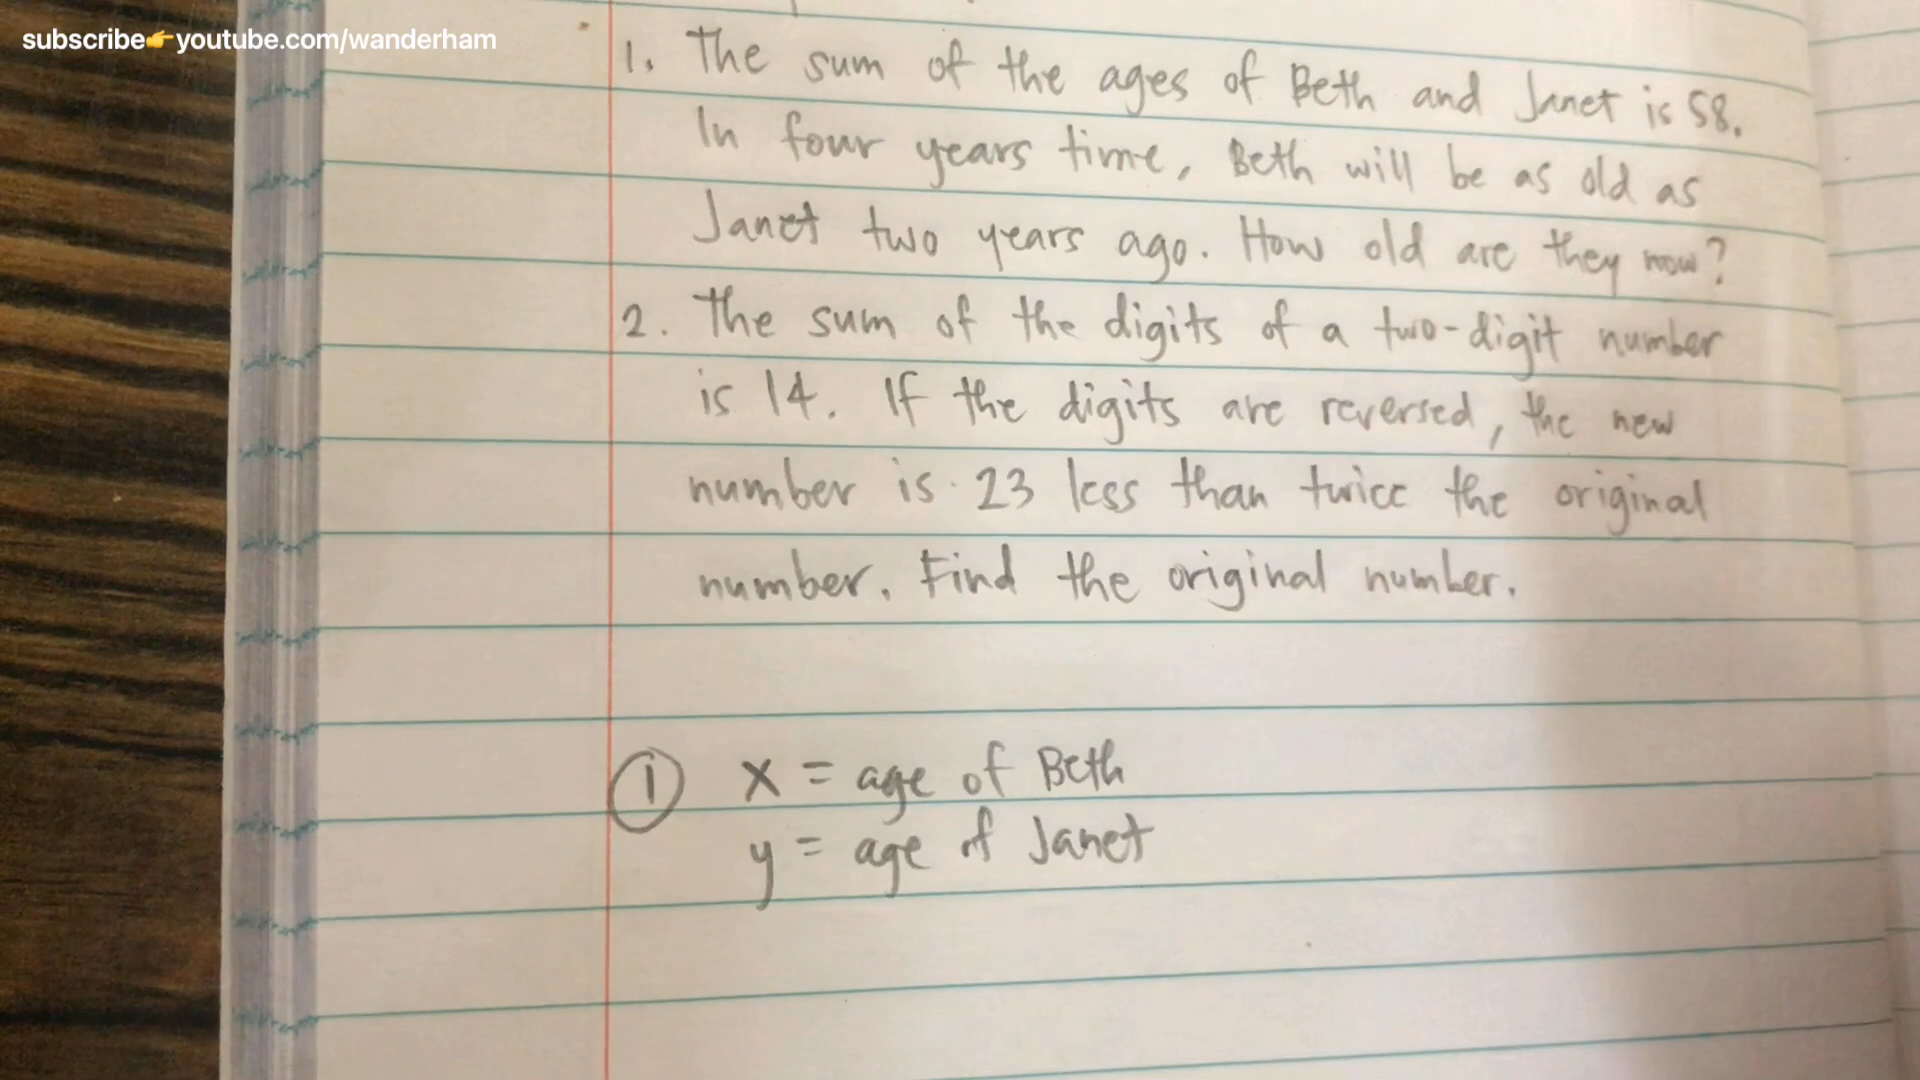 subscribe👉youtube.com/wanderham
1. The sum of the ages of Beth and Janet is 58.
In four years time, Beth will be as old as
Janet two years ago. How old are they now?
2. The sum of the digits of a two-digit number
is 14. If the digits are reversed, the new
number is 23 less than twice the original
number. Find the original number.
① x = age of Beth
y = age of Janet